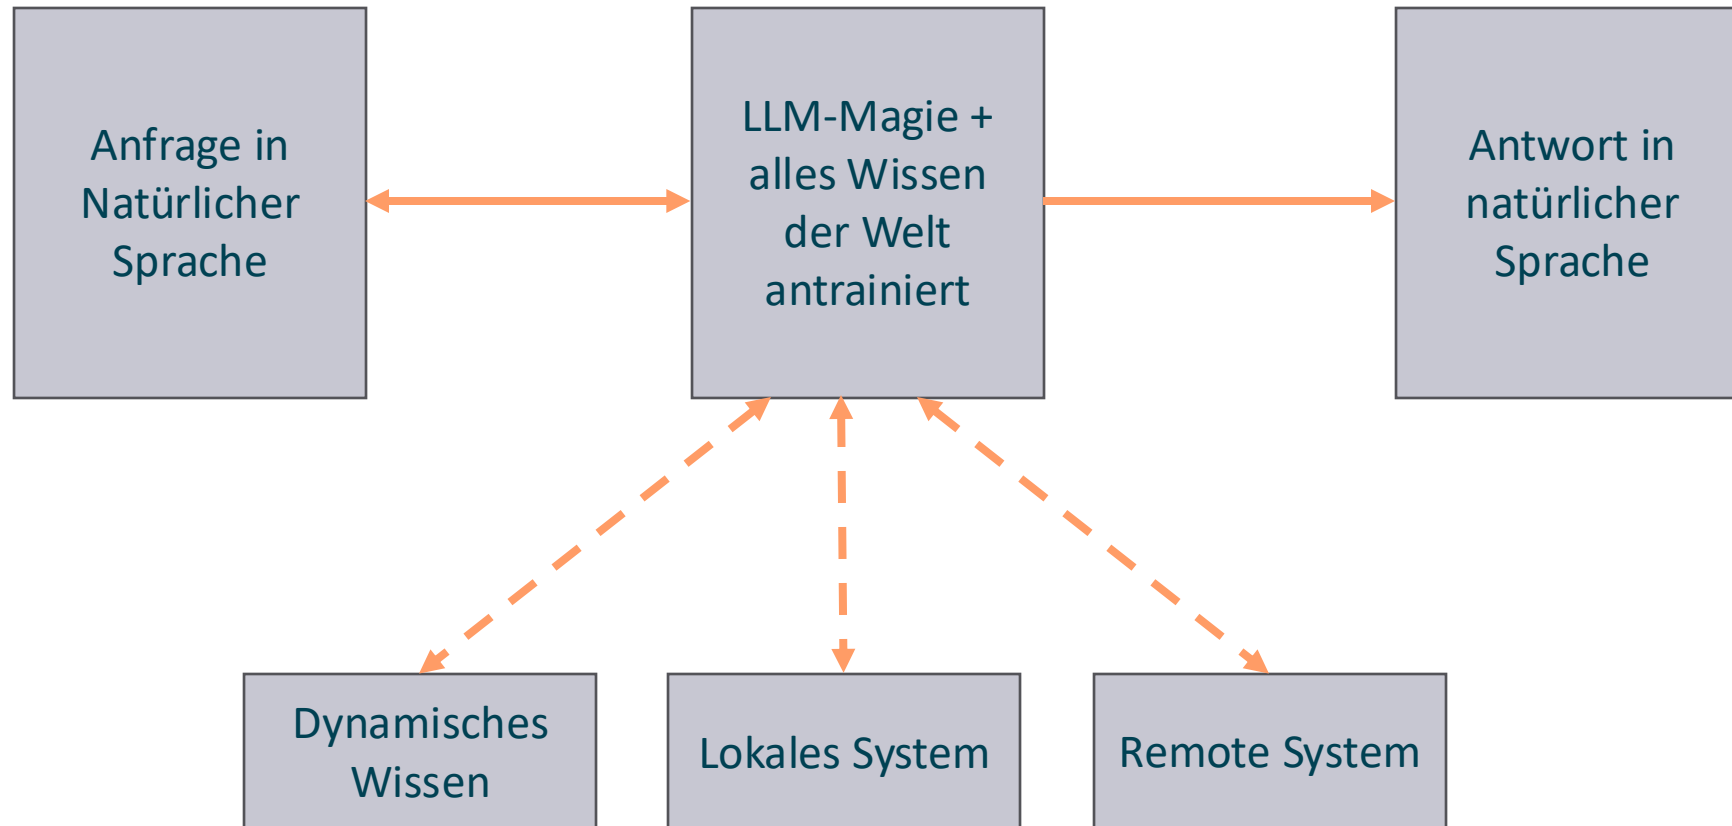 Anfrage in
Natürlicher
Sprache
LLM-Magie +
alles Wissen
der Welt
antrainiert
Antwort in
natürlicher
Sprache
Dynamisches
Wissen
Lokales System
Remote System